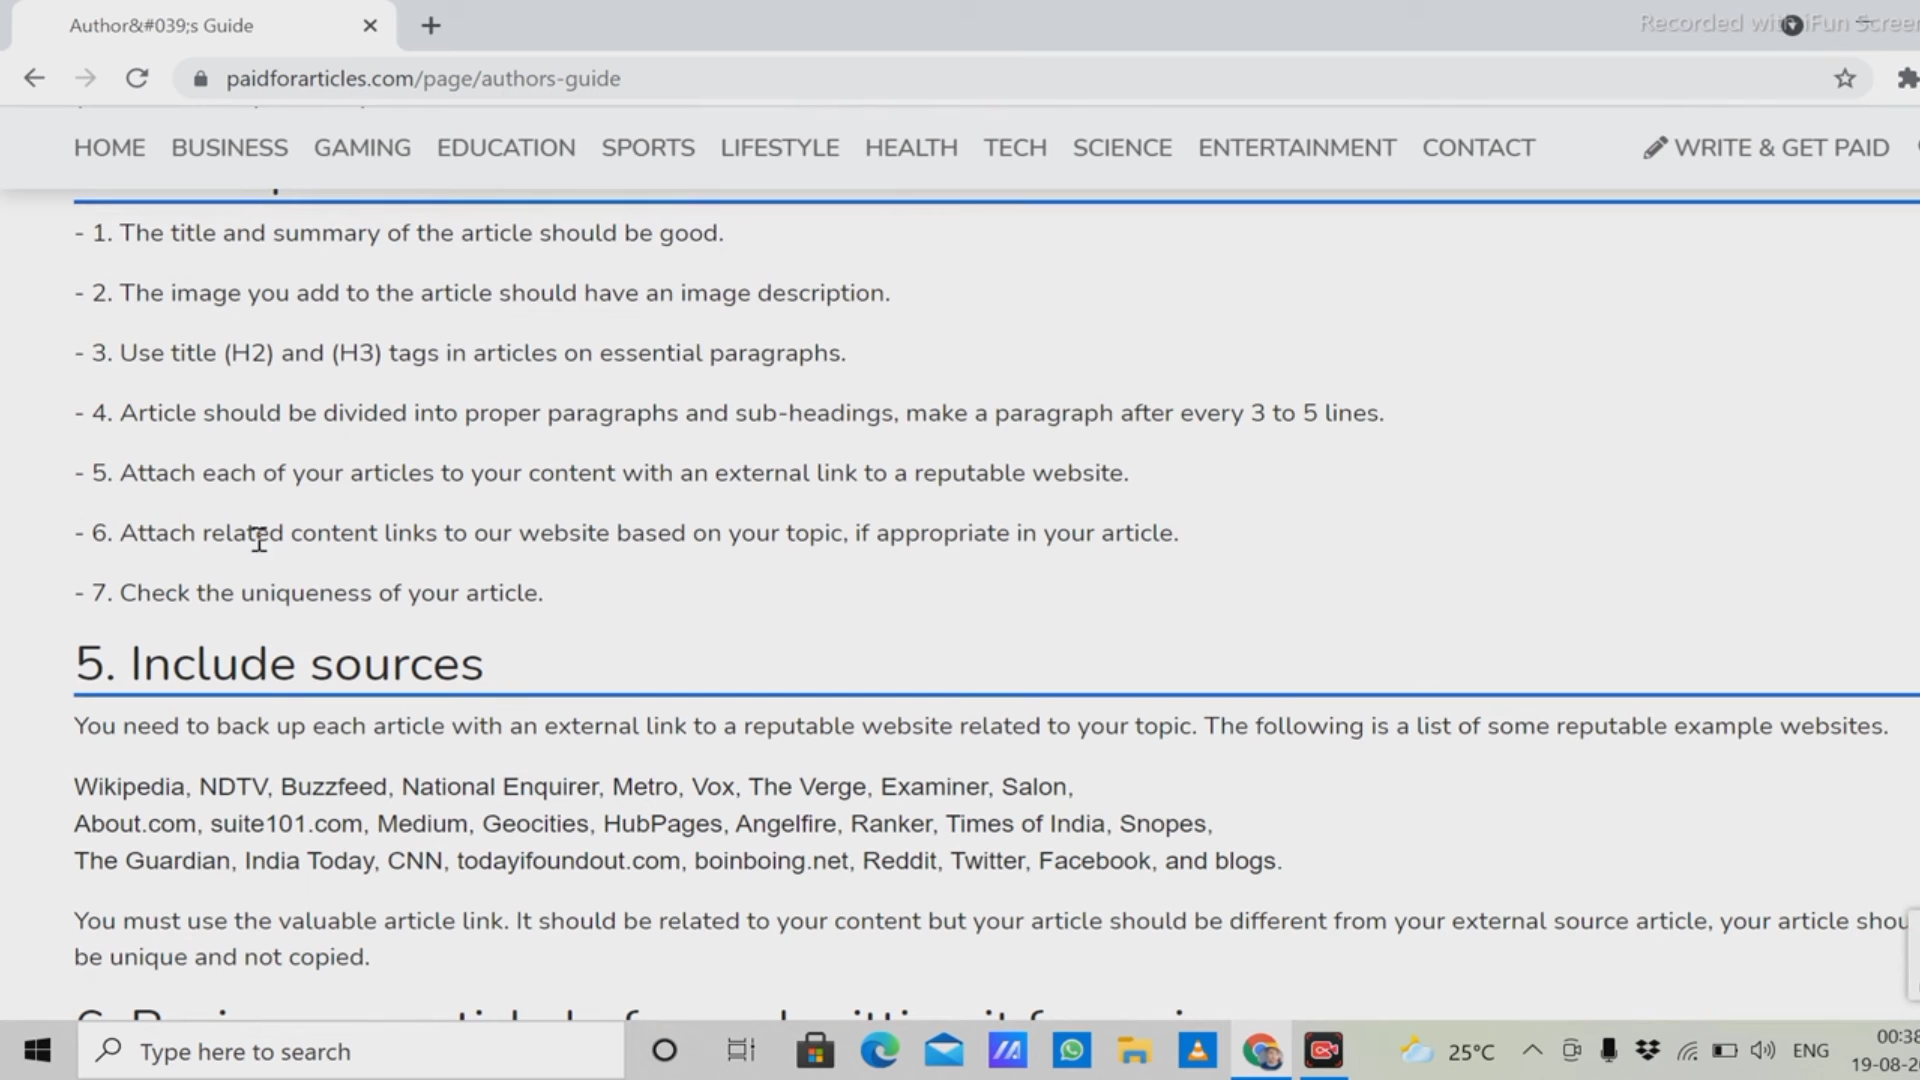 Author&#039;s Guide
Recorded with iFun Screen
paidforarticles.com/page/authors-guide
HOME BUSINESS GAMING EDUCATION SPORTS LIFESTYLE HEALTH TECH SCIENCE ENTERTAINMENT CONTACT WRITE & GET PAID
- 1. The title and summary of the article should be good.
- 2. The image you add to the article should have an image description.
- 3. Use title (H2) and (H3) tags in articles on essential paragraphs.
- 4. Article should be divided into proper paragraphs and sub-headings, make a paragraph after every 3 to 5 lines.
- 5. Attach each of your articles to your content with an external link to a reputable website.
- 6. Attach related content links to our website based on your topic, if appropriate in your article.
- 7. Check the uniqueness of your article.
5. Include sources
You need to back up each article with an external link to a reputable website related to your topic. The following is a list of some reputable example websites.
Wikipedia, NDTV, Buzzfeed, National Enquirer, Metro, Vox, The Verge, Examiner, Salon,
About.com, suite101.com, Medium, Geocities, HubPages, Angelfire, Ranker, Times of India, Snopes,
The Guardian, India Today, CNN, todayifoundout.com, boinboing.net, Reddit, Twitter, Facebook, and blogs.
You must use the valuable article link. It should be related to your content but your article should be different from your external source article, your article shou
be unique and not copied.
Type here to search
25°C
ENG
00:38
19-08-2